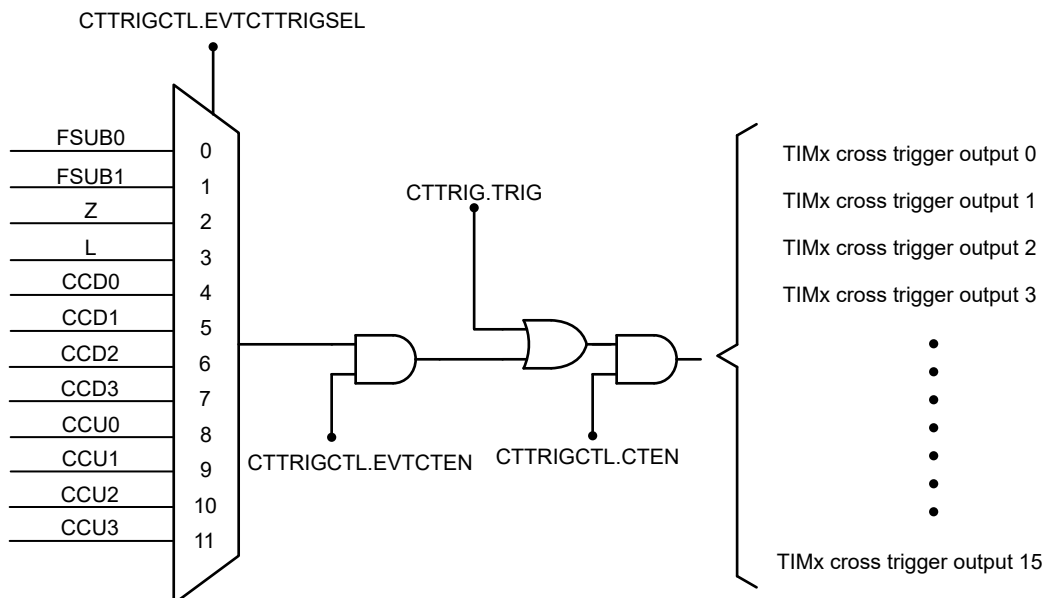 CTTRIGCTL.EVTCTTRIGSEL
FSUB0
0
FSUB1
1
Z
2
L
3
CCD0
4
CCD1
5
CCD2
6
CCD3
7
CCU0
8
CCU1
9
CCU2
10
CCU3
11
CTTRIG.TRIG
CTTRIGCTL.EVTCTEN
CTTRIGCTL.CTEN
TIMx cross trigger output 0
TIMx cross trigger output 1
TIMx cross trigger output 2
TIMx cross trigger output 3
TIMx cross trigger output 15